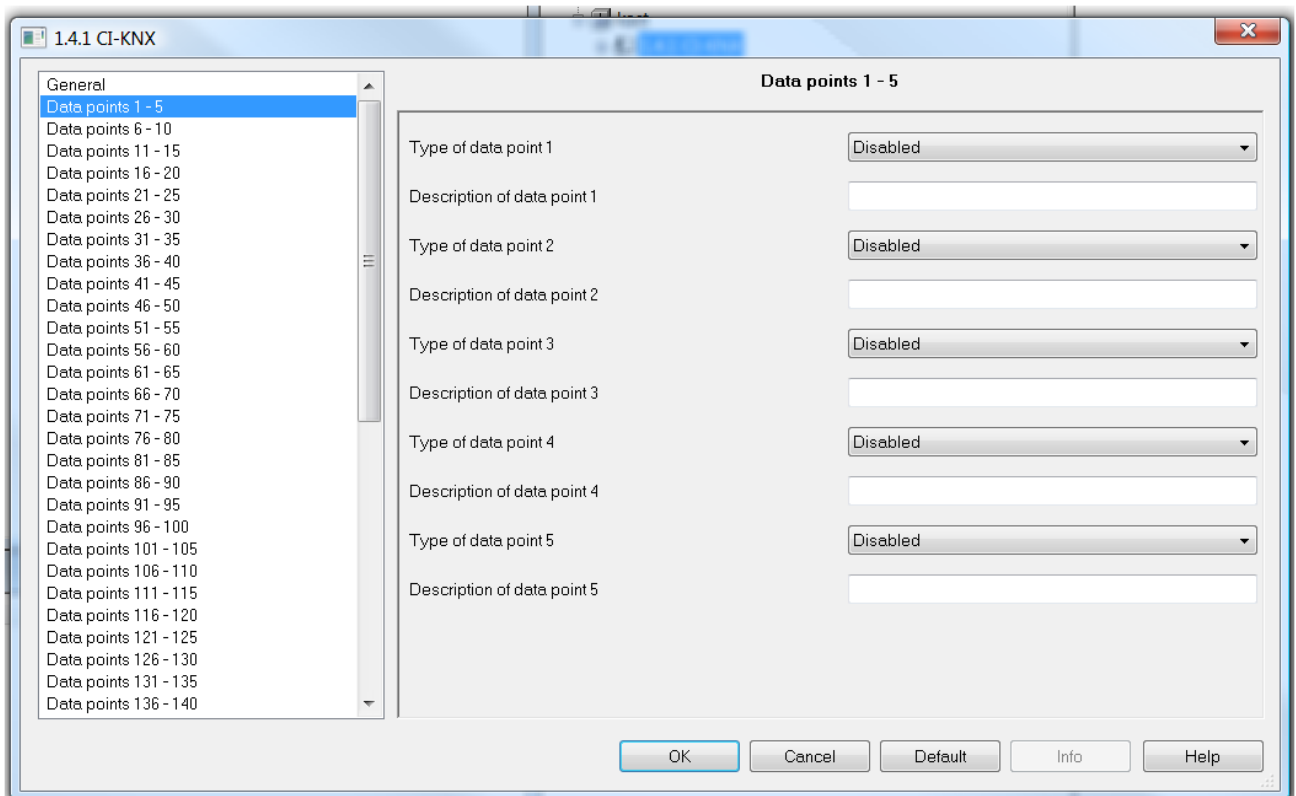 1.4.1 CI-KNX
General
Data points 1 - 5
Data points 6 - 10
Data points 11 - 15
Data points 16 - 20
Data points 21 - 25
Data points 26 - 30
Data points 31 - 35
Data points 36 - 40
Data points 41 - 45
Data points 46 - 50
Data points 51 - 55
Data points 56 - 60
Data points 61 - 65
Data points 66 - 70
Data points 71 - 75
Data points 76 - 80
Data points 81 - 85
Data points 86 - 90
Data points 91 - 95
Data points 96 - 100
Data points 101 - 105
Data points 106 - 110
Data points 111 - 115
Data points 116 - 120
Data points 121 - 125
Data points 126 - 130
Data points 131 - 135
Data points 136 - 140
Data points 1 - 5
Type of data point 1 Disabled
Description of data point 1
Type of data point 2 Disabled
Description of data point 2
Type of data point 3 Disabled
Description of data point 3
Type of data point 4 Disabled
Description of data point 4
Type of data point 5 Disabled
Description of data point 5
OK Cancel Default Info Help